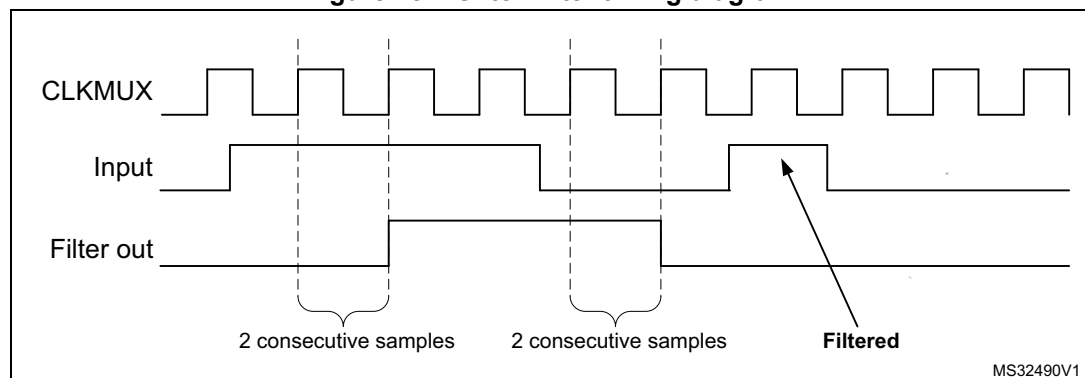 CLKMUX
Input
Filter out
2 consecutive samples 2 consecutive samples Filtered
MS32490V1